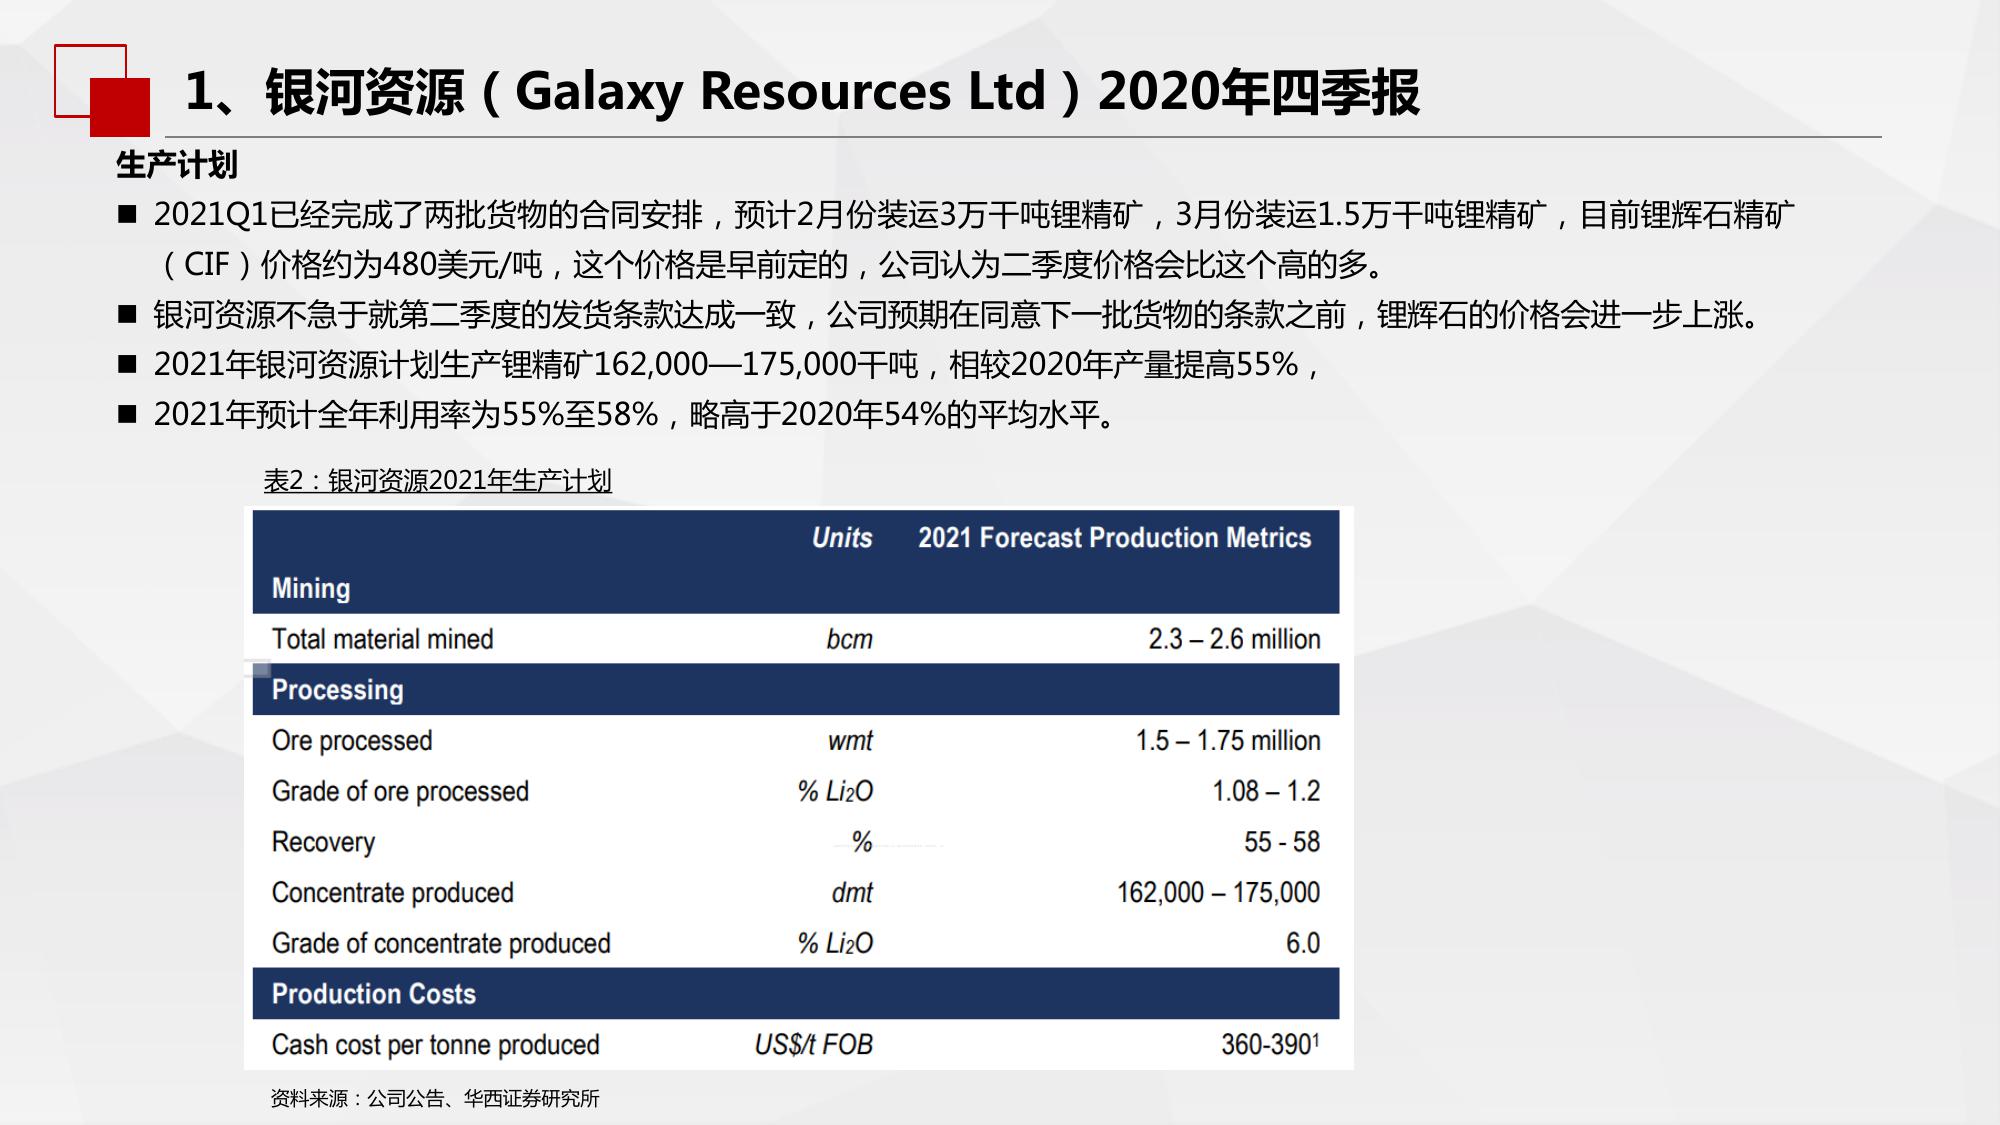 1、银河资源（Galaxy Resources Ltd）2020年四季报
生产计划
■ 2021Q1已经完成了两批货物的合同安排，预计2月份装运3万干吨锂精矿，3月份装运1.5万干吨锂精矿，目前锂辉石精矿
（CIF）价格约为480美元/吨，这个价格是早前定的，公司认为二季度价格会比这个高的多。
■ 银河资源不急于就第二季度的发货条款达成一致，公司预期在同意下一批货物的条款之前，锂辉石的价格会进一步上涨。
■ 2021年银河资源计划生产锂精矿162,000—175,000干吨，相较2020年产量提高55%，
■ 2021年预计全年利用率为55%至58%，略高于2020年54%的平均水平。
表2：银河资源2021年生产计划
Units 2021 Forecast Production Metrics
Mining
Total material mined bcm 2.3 – 2.6 million
Processing
Ore processed wmt 1.5 – 1.75 million
Grade of ore processed % Li₂O 1.08 – 1.2
Recovery % 55 - 58
Concentrate produced dmt 162,000 – 175,000
Grade of concentrate produced % Li₂O 6.0
Production Costs
Cash cost per tonne produced US$/t FOB 360-390¹
资料来源：公司公告、华西证券研究所